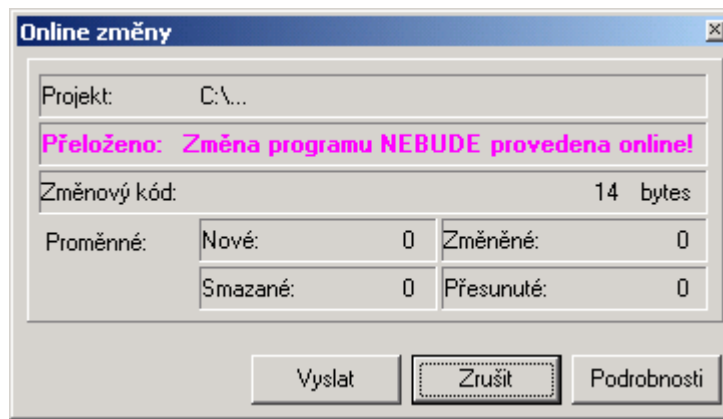 Online změny
Projekt: C:\...
Přeloženo: Změna programu NEBUDE provedena online!
Změnový kód: 14 bytes
Proměnné: Nové: 0 Změněné: 0
Smazané: 0 Přesunuté: 0
Vyslat Zrušit Podrobnosti